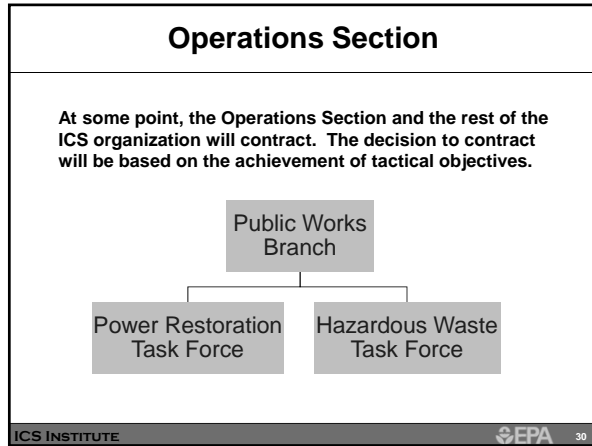 Operations Section
At some point, the Operations Section and the rest of the
ICS organization will contract. The decision to contract
will be based on the achievement of tactical objectives.
Public Works
Branch
Power Restoration
Task Force
Hazardous Waste
Task Force
ICS INSTITUTE
EPA 30